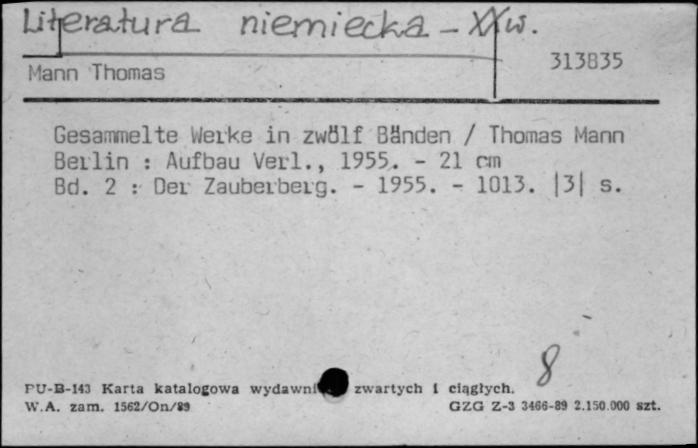 Literatura niemiecka - XX w.
313835
Mann Thomas
Gesammelte Werke in zwölf Bänden / Thomas Mann
Berlin : Aufbau Verl., 1955. - 21 cm
Bd. 2 : Der Zauberberg. - 1955. - 1013. |3| s.
8
PU-B-143 Karta katalogowa zwartych i ciągłych.
W.A. zam. 1562/On/89 GZG Z-3 3466-89 2.150.000 szt.